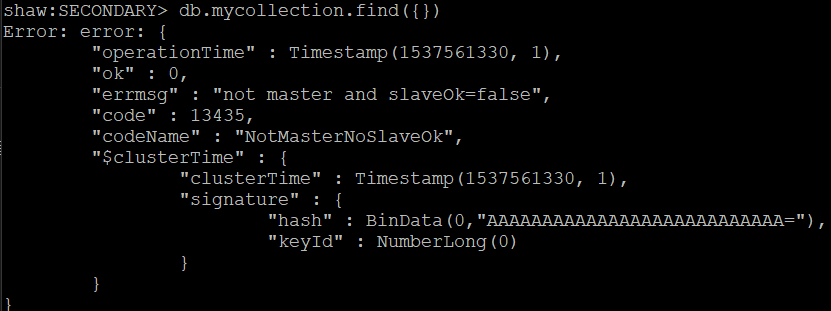 shaw:SECONDARY> db.mycollection.find({})
Error: error: {
        "operationTime" : Timestamp(1537561330, 1),
        "ok" : 0,
        "errmsg" : "not master and slaveOk=false",
        "code" : 13435,
        "codeName" : "NotMasterNoSlaveOk",
        "$clusterTime" : {
                "clusterTime" : Timestamp(1537561330, 1),
                "signature" : {
                        "hash" : BinData(0,"AAAAAAAAAAAAAAAAAAAAAAAAAAA="),
                        "keyId" : NumberLong(0)
                }
        }
}